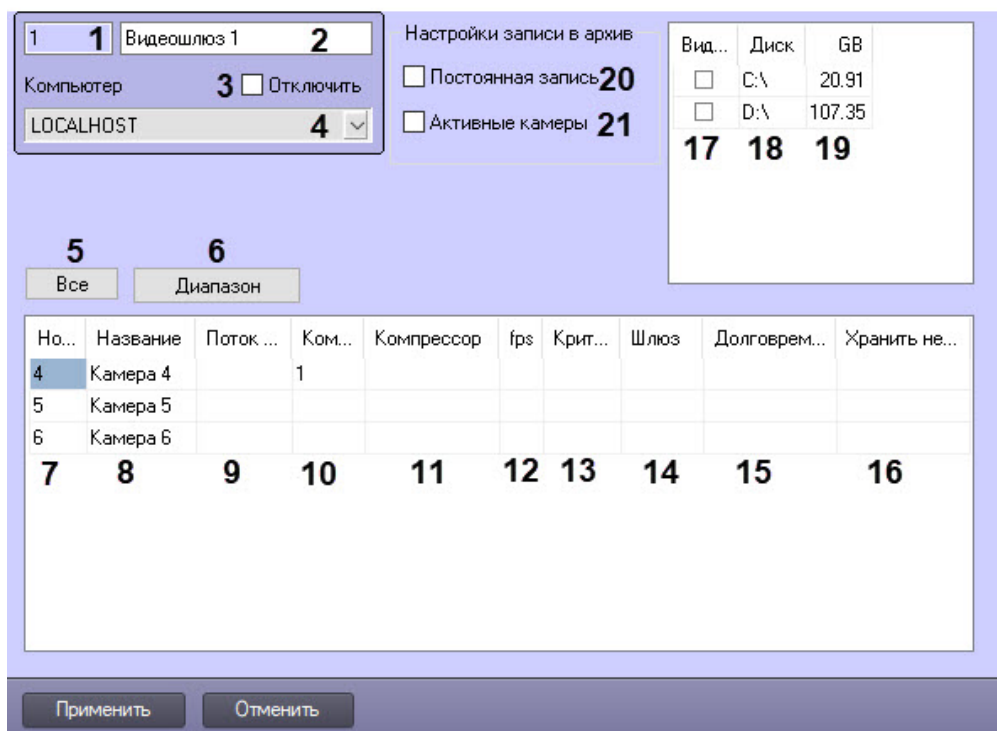 1 1 Видеошлюз 1 2
Компьютер 3 Отключить
LOCALHOST 4
Настройки записи в архив
Постоянная запись 20
Активные камеры 21
Вид... Диск GB
C:\ 20.91
D:\ 107.35
17 18 19
5 6
Все Диапазон
Но... Название Поток ... Ком... Компрессор fps Крит... Шлюз Долговрем... Хранить не...
4 Камера 4 1
5 Камера 5
6 Камера 6
7 8 9 10 11 12 13 14 15 16
Применить Отменить